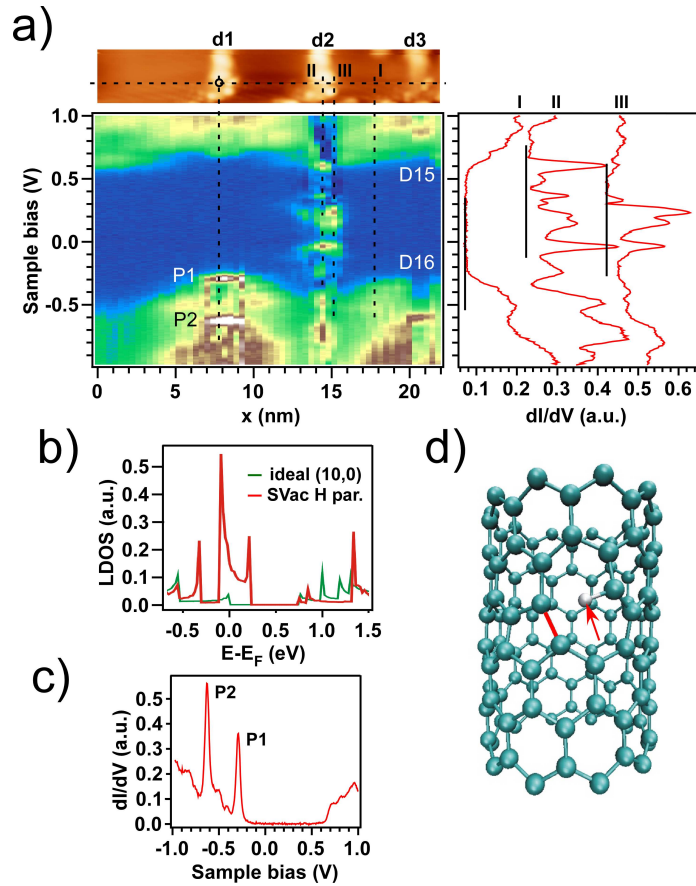 a)
d1 d2 d3
II III I
I II III
1.0
0.5
0.0
-0.5
Sample bias (V)
D15
D16
P1
P2
0 5 10 15 20
x (nm)
0.1 0.2 0.3 0.4 0.5 0.6
dI/dV (a.u.)
b)
0.5
0.4
0.3
0.2
0.1
0.0
LDOS (a.u.)
ideal (10,0)
SVac H par.
-0.5 0.0 0.5 1.0 1.5
E-EF (eV)
c)
0.5
0.4
0.3
0.2
0.1
0.0
dI/dV (a.u.)
P2
P1
-1.0 -0.5 0.0 0.5 1.0
Sample bias (V)
d)